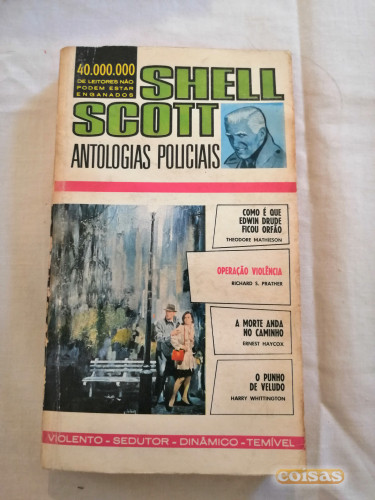 40.000.000
DE LEITORES NÃO
PODEM ESTAR
ENGANADOS
SHELL
SCOTT
ANTOLOGIAS POLICIAIS
COMO É QUE
EDWIN DRUDE
FICOU ORFÃO
THEODORE MATHIESON
OPERAÇÃO VIOLÊNCIA
RICHARD S. PRATHER
A MORTE ANDA
NO CAMINHO
ERNEST HAYCOX
O PUNHO
DE VELUDO
HARRY WHITTINGTON
VIOLENTO - SEDUTOR - DINÂMICO - TEMÍVEL
coisas